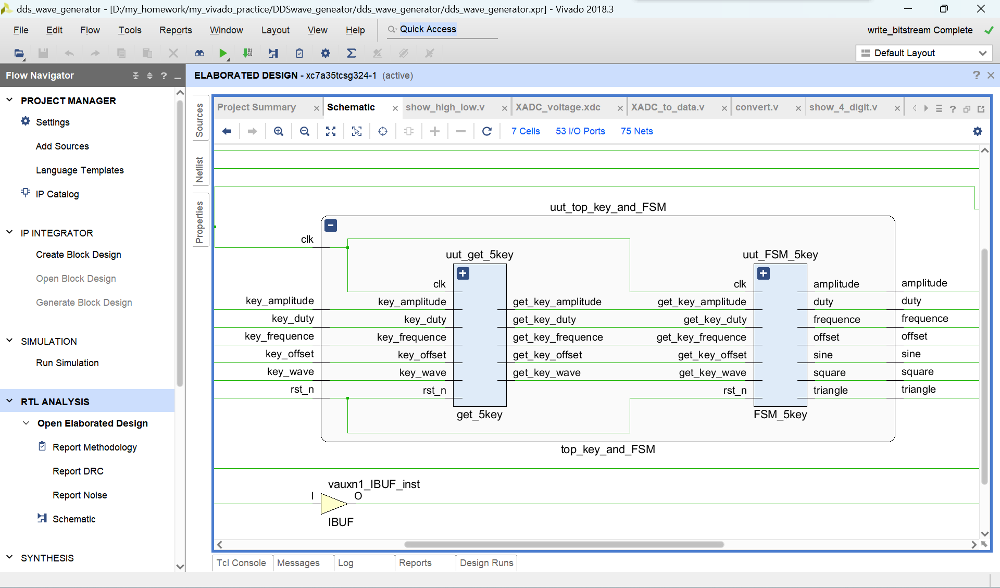 dds_wave_generator - [D:/my_homework/my_vivado_practice/DDSwave_geneator/dds_wave_generator/dds_wave_generator.xpr] - Vivado 2018.3
File Edit Flow Tools Reports Window Layout View Help Quick Access write_bitstream Complete
Default Layout
Flow Navigator
ELABORATED DESIGN - xc7a35tcsg324-1 (active)
PROJECT MANAGER
Settings
Add Sources
Language Templates
IP Catalog
IP INTEGRATOR
Create Block Design
Open Block Design
Generate Block Design
SIMULATION
Run Simulation
RTL ANALYSIS
Open Elaborated Design
Report Methodology
Report DRC
Report Noise
Schematic
SYNTHESIS
Sources
Netlist
Properties
Project Summary Schematic show_high_low.v XADC_voltage.xdc XADC_to_data.v convert.v show_4_digit.v
7 Cells 53 I/O Ports 75 Nets
uut_top_key_and_FSM
clk
key_amplitude
key_duty
key_frequence
key_offset
key_wave
rst_n
uut_get_5key
clk
key_amplitude
key_duty
key_frequence
key_offset
key_wave
rst_n
get_key_amplitude
get_key_duty
get_key_frequence
get_key_offset
get_key_wave
get_5key
uut_FSM_5key
clk
get_key_amplitude
get_key_duty
get_key_frequence
get_key_offset
get_key_wave
rst_n
amplitude
duty
frequence
offset
sine
square
triangle
FSM_5key
amplitude
duty
frequence
offset
sine
square
triangle
top_key_and_FSM
vauxn1_IBUF_inst
I O
IBUF
Tcl Console Messages Log Reports Design Runs